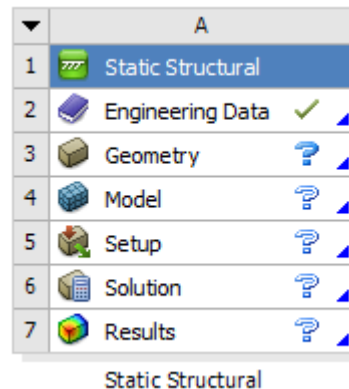 A
1 Static Structural
2 Engineering Data
3 Geometry
4 Model
5 Setup
6 Solution
7 Results
Static Structural